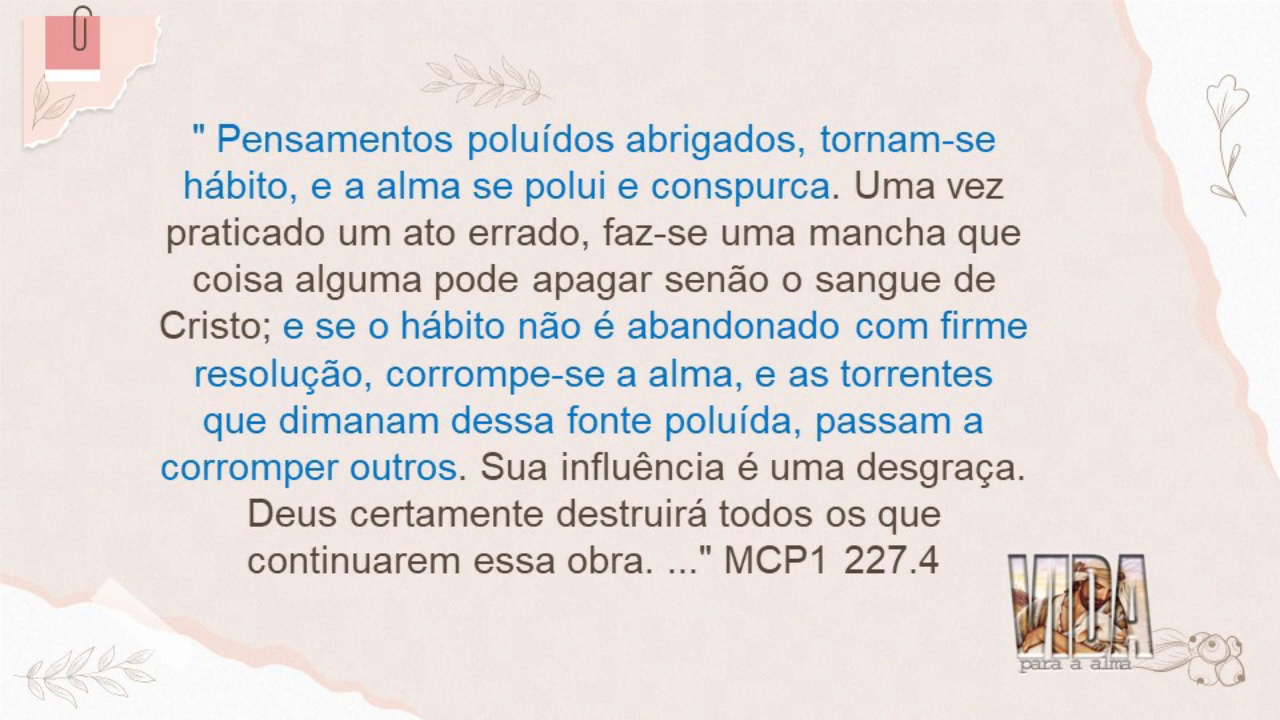 " Pensamentos poluídos abrigados, tornam-se
hábito, e a alma se polui e conspurca. Uma vez
praticado um ato errado, faz-se uma mancha que
coisa alguma pode apagar senão o sangue de
Cristo; e se o hábito não é abandonado com firme
resolução, corrompe-se a alma, e as torrentes
que dimanam dessa fonte poluída, passam a
corromper outros. Sua influência é uma desgraça.
Deus certamente destruirá todos os que
continuarem essa obra. ..." MCP1 227.4
VIDA
para a alma